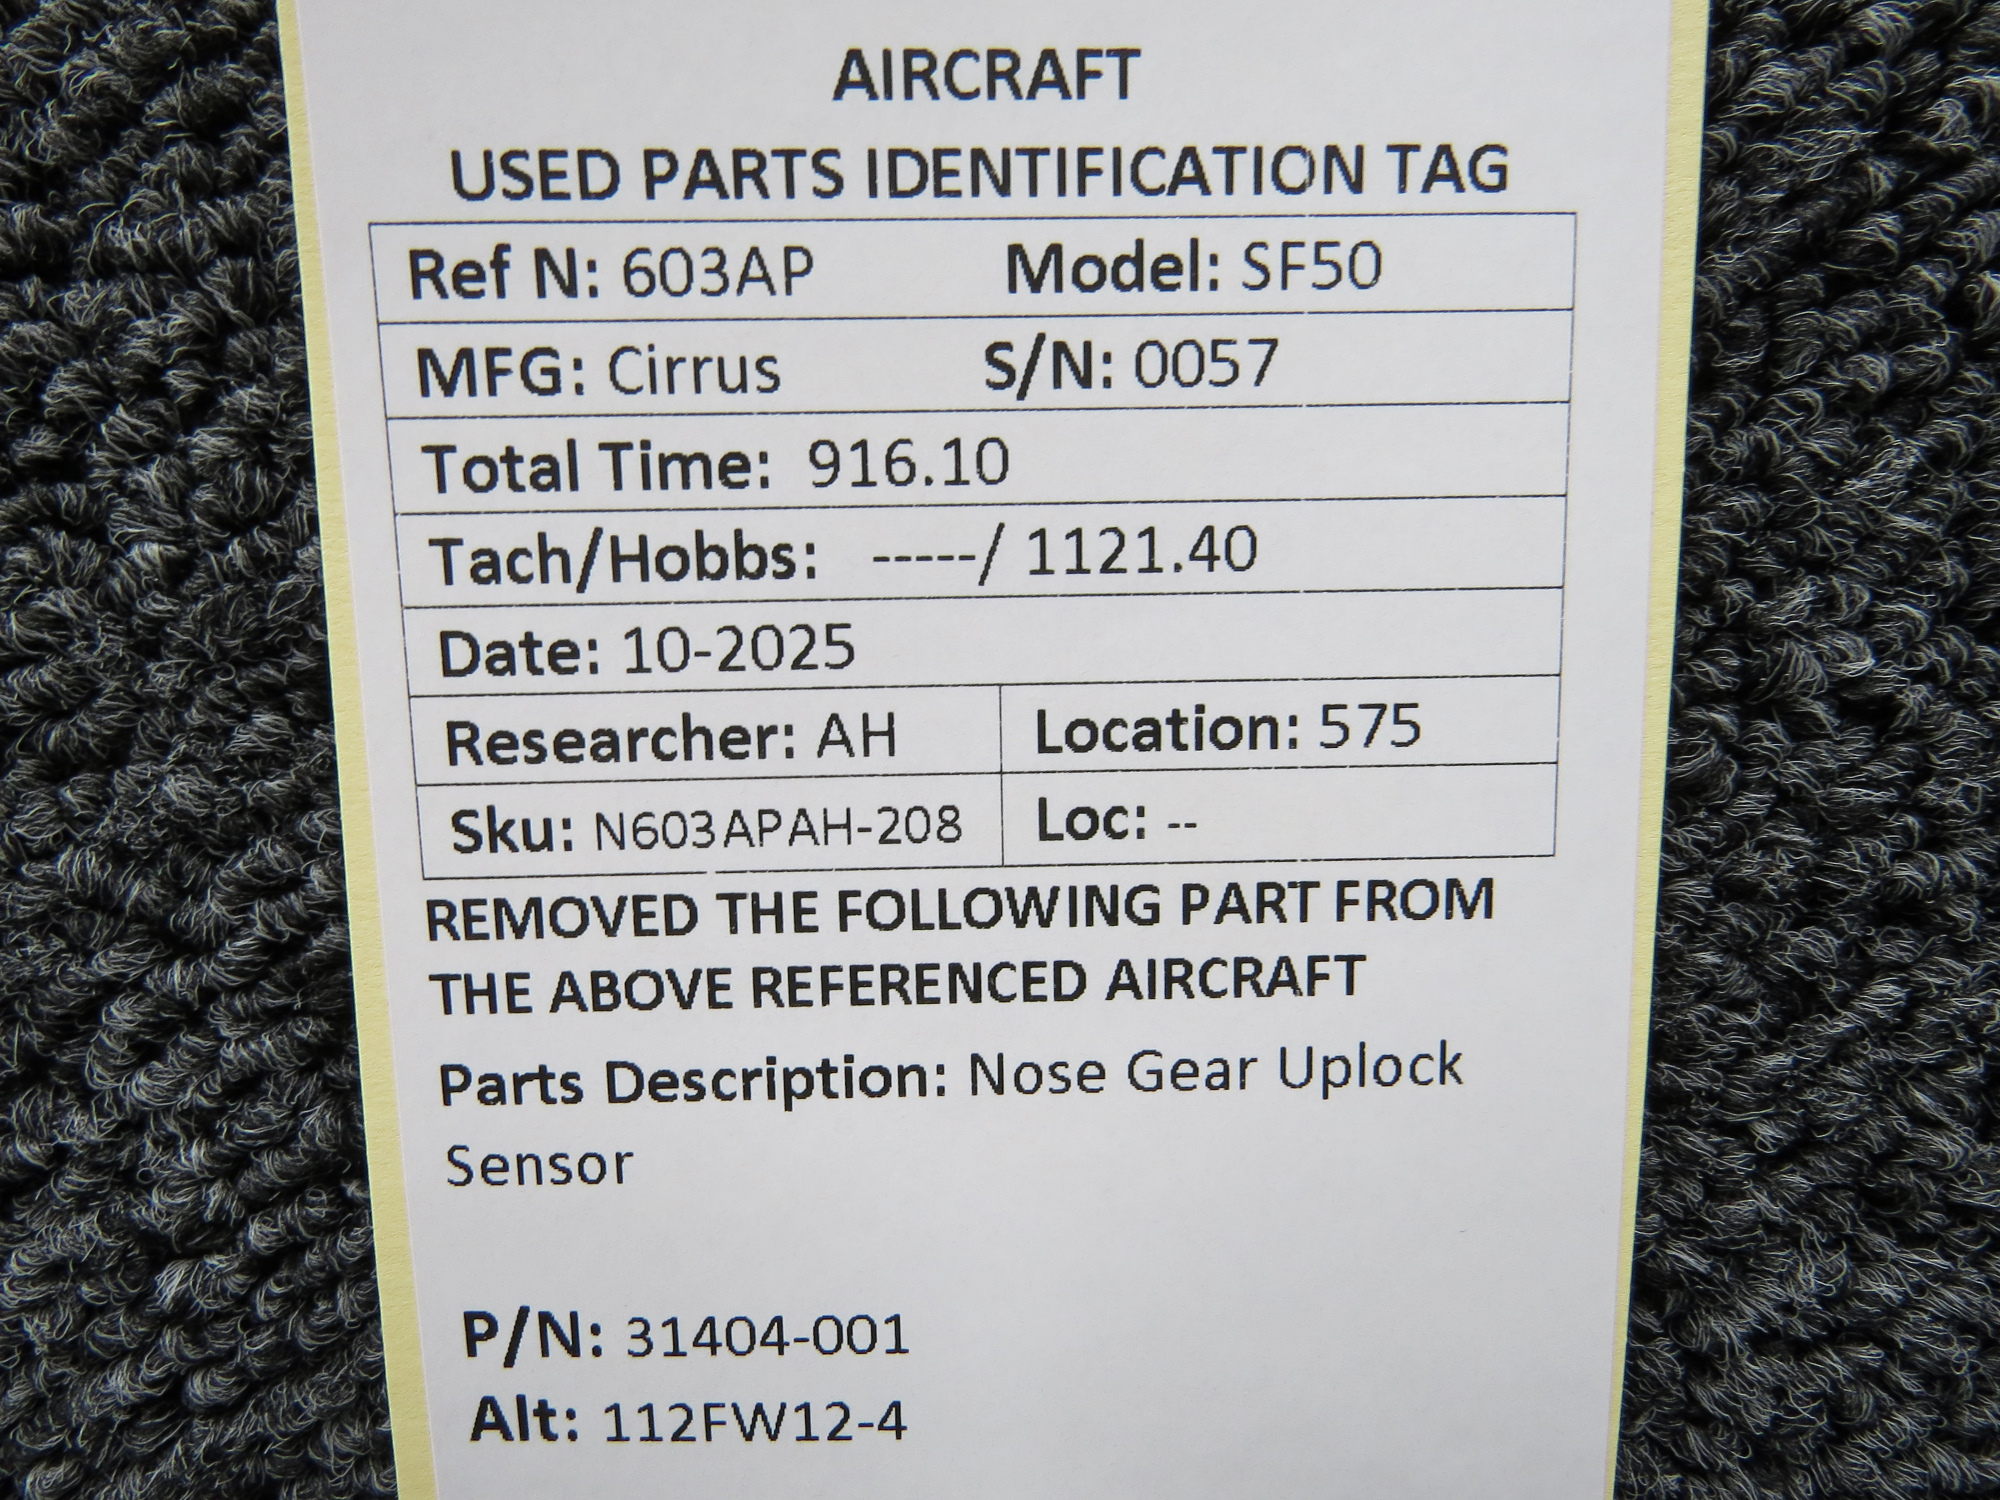 AIRCRAFT
USED PARTS IDENTIFICATION TAG
Ref N: 603AP Model: SF50
MFG: Cirrus S/N: 0057
Total Time: 916.10
Tach/Hobbs: -----/ 1121.40
Date: 10-2025
Researcher: AH Location: 575
Sku: N603APAH-208 Loc: --
REMOVED THE FOLLOWING PART FROM
THE ABOVE REFERENCED AIRCRAFT
Parts Description: Nose Gear Uplock
Sensor
P/N: 31404-001
Alt: 112FW12-4